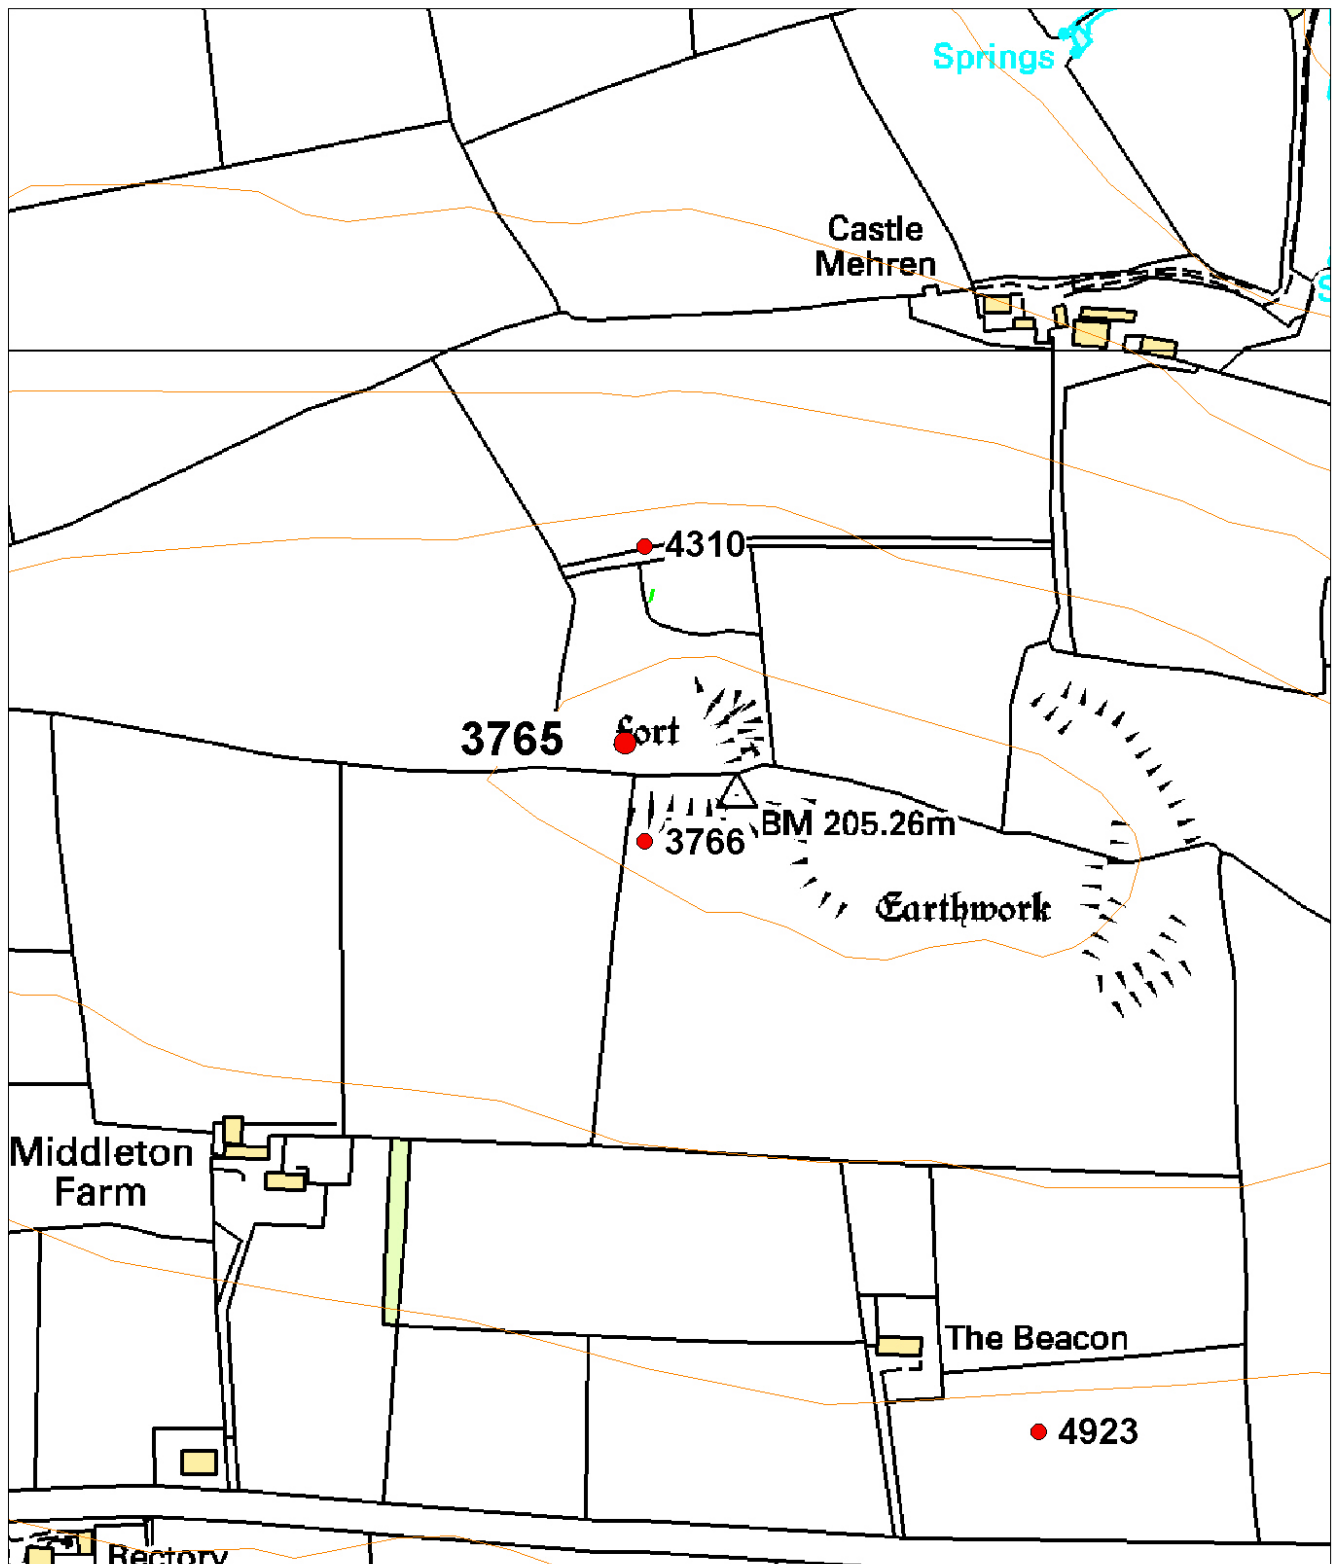 Springs
Castle
Mehren
S
4310
3765
fort
BM 205.26m
3766
Earthwork
Middleton
Farm
The Beacon
4923
Rectory